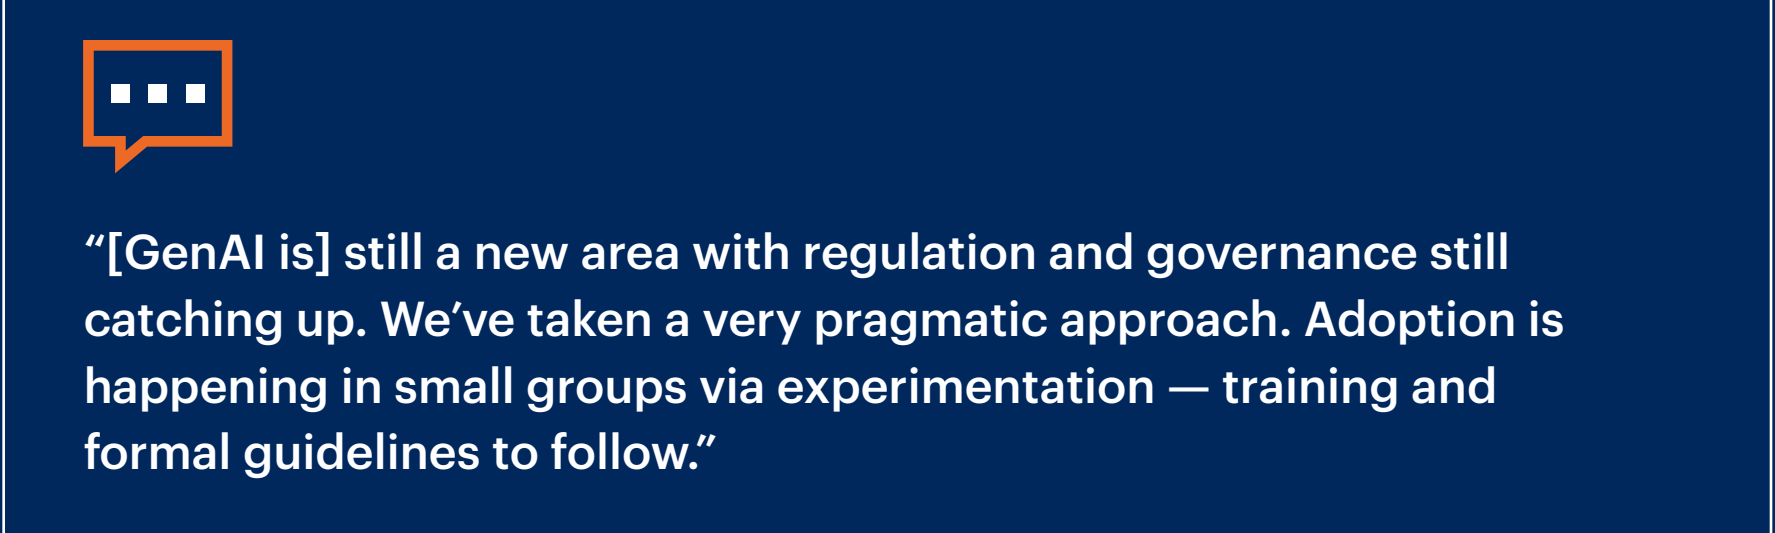 “[GenAI is] still a new area with regulation and governance still
catching up. We’ve taken a very pragmatic approach. Adoption is
happening in small groups via experimentation — training and
formal guidelines to follow.”